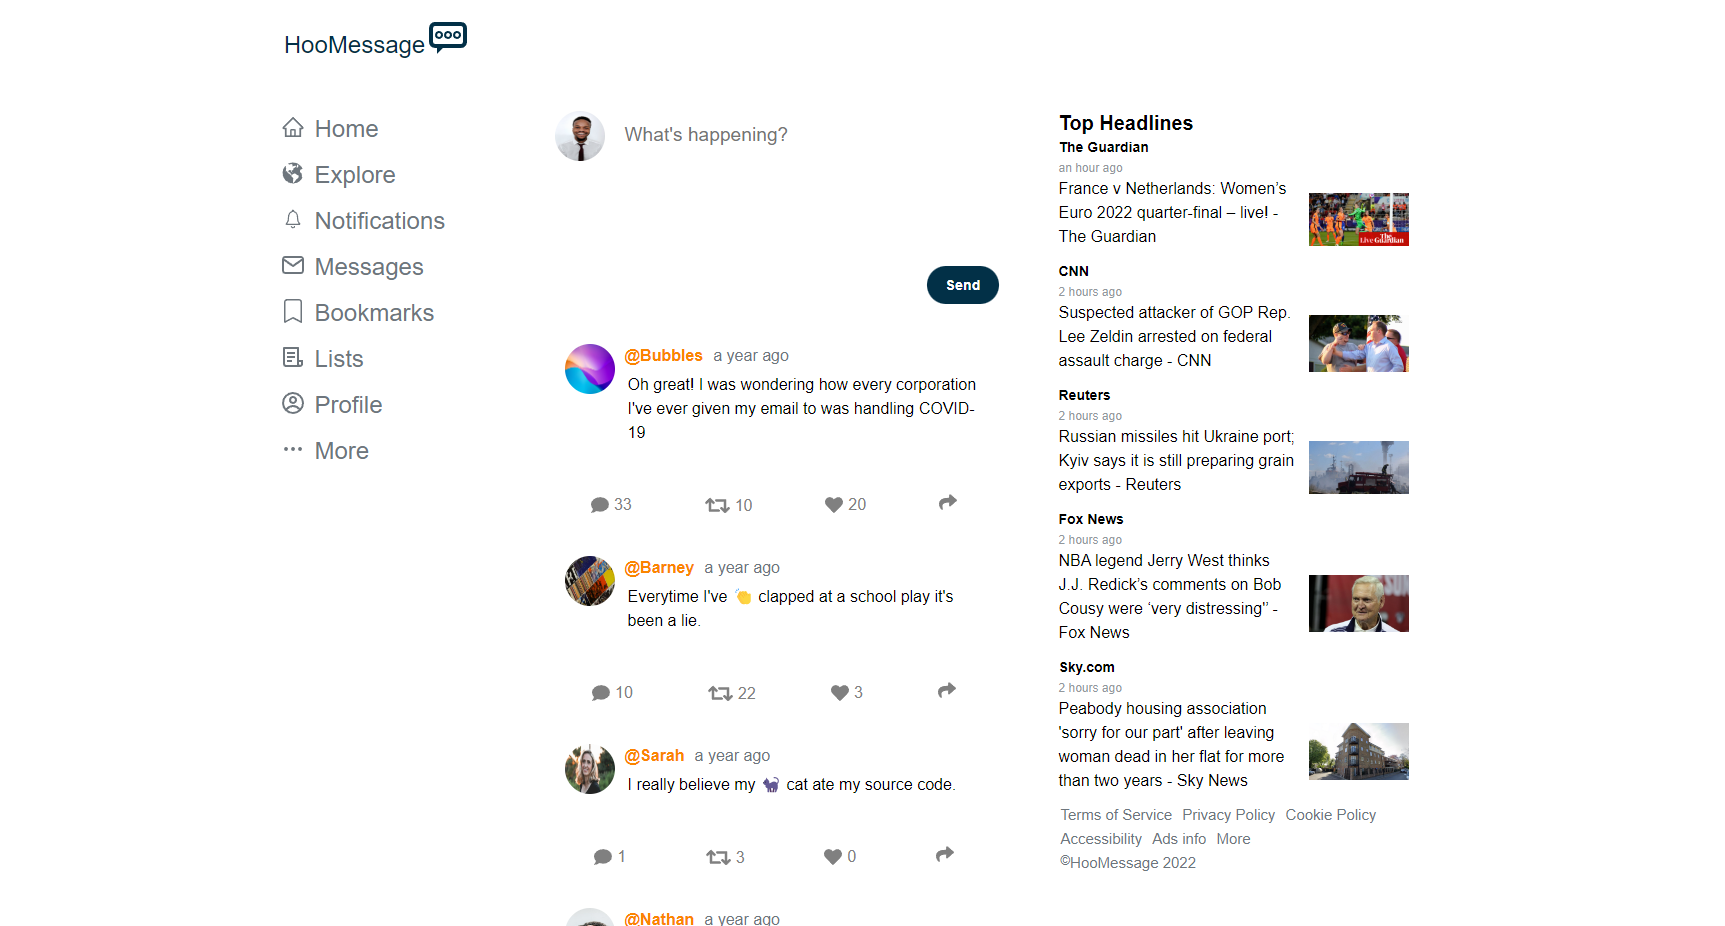 HooMessage
Home
Explore
Notifications
Messages
Bookmarks
Lists
Profile
More
What's happening?
Send
@Bubbles a year ago
Oh great! I was wondering how every corporation
I've ever given my email to was handling COVID-
19
33 10 20
@Barney a year ago
Everytime I've 👏 clapped at a school play it's
been a lie.
10 22 3
@Sarah a year ago
I really believe my 🐈‍⬛ cat ate my source code.
1 3 0
@Nathan a year ago
Top Headlines
The Guardian
an hour ago
France v Netherlands: Women’s
Euro 2022 quarter-final – live! -
The Guardian
The
Live Guardian
CNN
2 hours ago
Suspected attacker of GOP Rep.
Lee Zeldin arrested on federal
assault charge - CNN
Reuters
2 hours ago
Russian missiles hit Ukraine port;
Kyiv says it is still preparing grain
exports - Reuters
Fox News
2 hours ago
NBA legend Jerry West thinks
J.J. Redick’s comments on Bob
Cousy were ‘very distressing'' -
Fox News
Sky.com
2 hours ago
Peabody housing association
'sorry for our part' after leaving
woman dead in her flat for more
than two years - Sky News
Terms of Service Privacy Policy Cookie Policy
Accessibility Ads info More
©HooMessage 2022